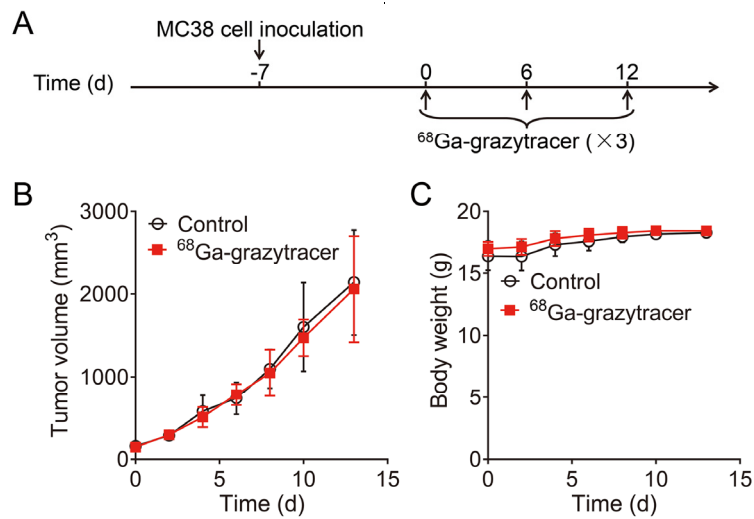 A
MC38 cell inoculation
Time (d)
-7
0
6
12
⁶⁸Ga-grazytracer (×3)
B
Tumor volume (mm³)
3000
2000
1000
0
Control
⁶⁸Ga-grazytracer
0
5
10
15
Time (d)
C
Body weight (g)
20
15
10
5
0
Control
⁶⁸Ga-grazytracer
0
5
10
15
Time (d)